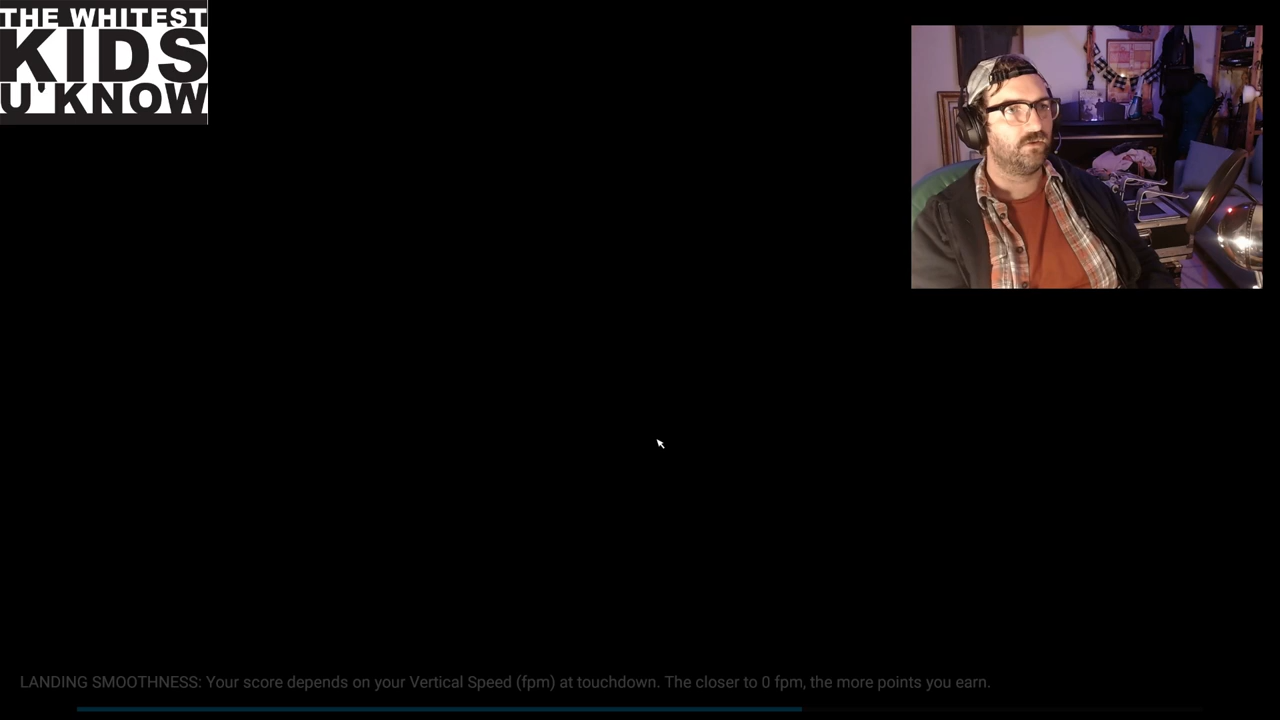 THE WHITEST
KIDS
U'KNOW
LANDING SMOOTHNESS: Your score depends on your Vertical Speed (fpm) at touchdown. The closer to 0 fpm, the more points you earn.